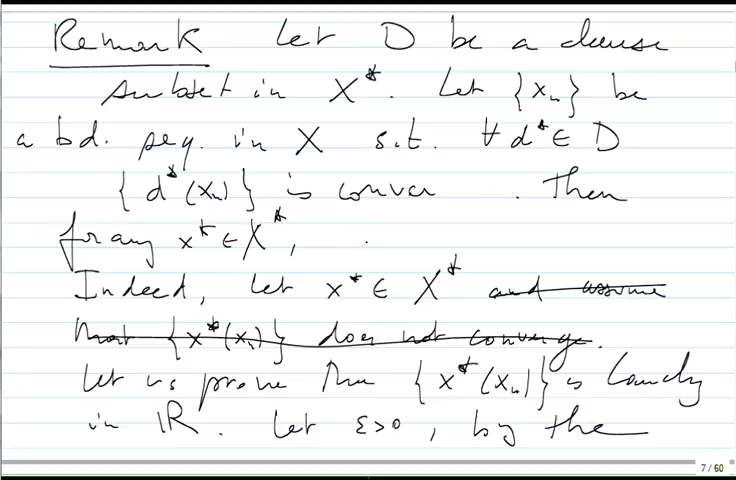 Remark Let D be a dense
subset in X*. Let {xₙ} be
a bd. seq. in X s.t. ∀ d* ∈ D
{d*(xₙ)} is conver . Then
for any x* ∈ X*, .
Indeed, let x* ∈ X* ~~and assume~~
~~that {x*(xₙ)} does not converge.~~
Let us prove that {x*(xₙ)} is Cauchy
in ℝ. Let ε>0, by the
7 / 60